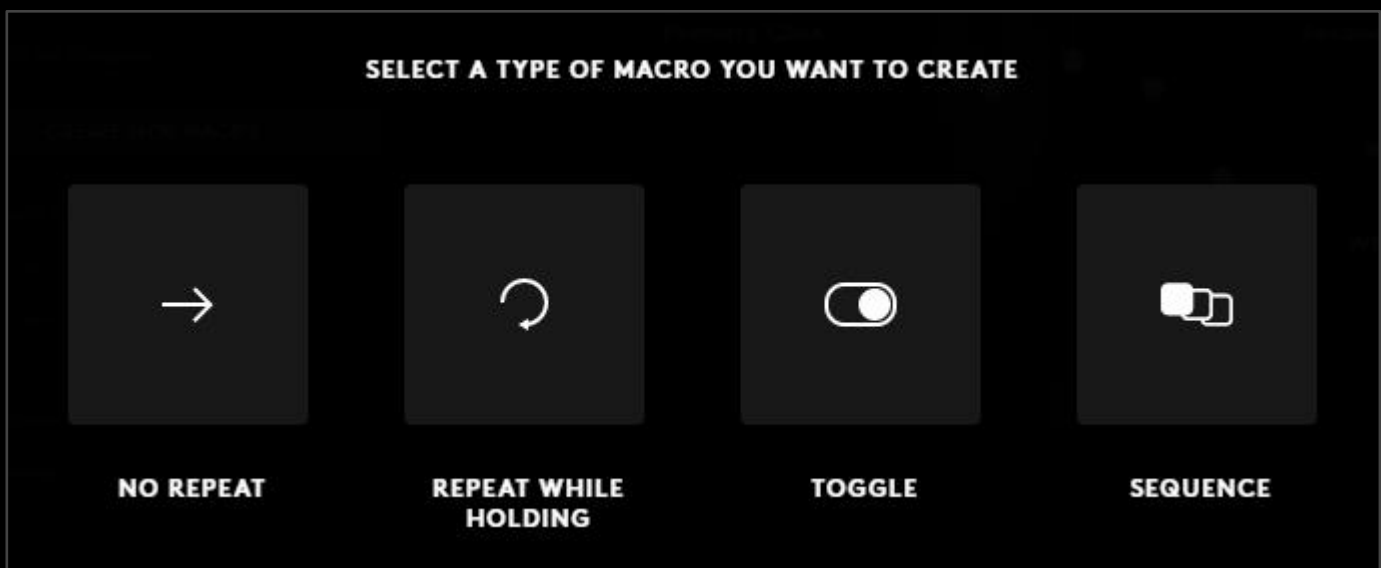 SELECT A TYPE OF MACRO YOU WANT TO CREATE
NO REPEAT
REPEAT WHILE
HOLDING
TOGGLE
SEQUENCE